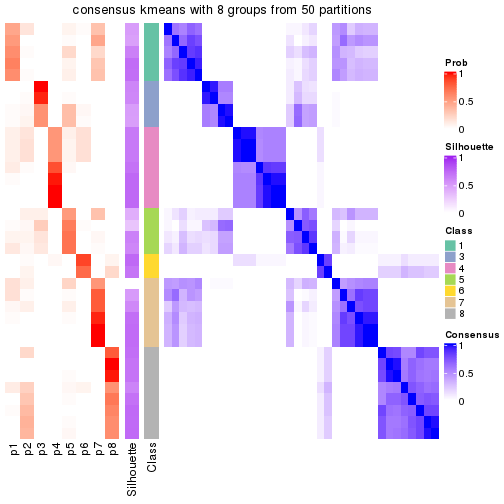 consensus kmeans with 8 groups from 50 partitions
Prob
1
0.5
0
Silhouette
1
0.5
0
Class
1
3
4
5
6
7
8
Consensus
1
0.5
0
p1
p2
p3
p4
p5
p6
p7
p8
Silhouette
Class